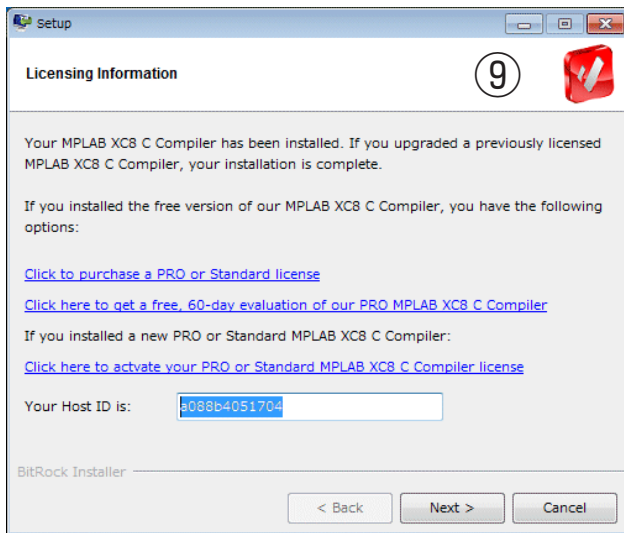 Setup
Licensing Information
⑨
Your MPLAB XC8 C Compiler has been installed. If you upgraded a previously licensed
MPLAB XC8 C Compiler, your installation is complete.
If you installed the free version of our MPLAB XC8 C Compiler, you have the following
options:
Click to purchase a PRO or Standard license
Click here to get a free, 60-day evaluation of our PRO MPLAB XC8 C Compiler
If you installed a new PRO or Standard MPLAB XC8 C Compiler:
Click here to actvate your PRO or Standard MPLAB XC8 C Compiler license
Your Host ID is: a088b4051704
BitRock Installer
< Back Next > Cancel